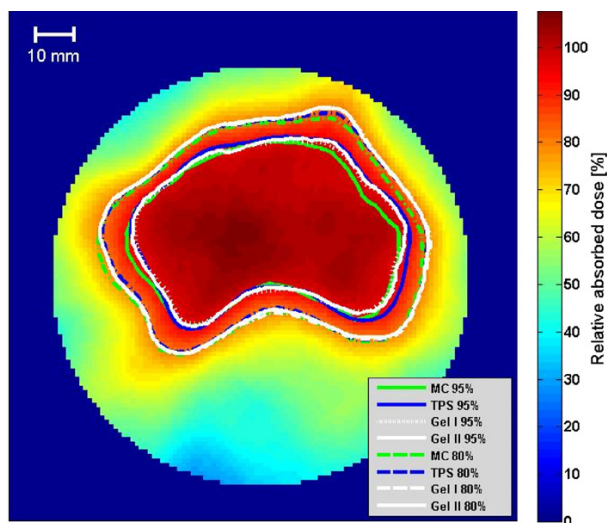 10 mm
MC 95%
TPS 95%
Gel I 95%
Gel II 95%
MC 80%
TPS 80%
Gel I 80%
Gel II 80%
100
90
80
70
60
50
40
30
20
10
0
Relative absorbed dose [%]